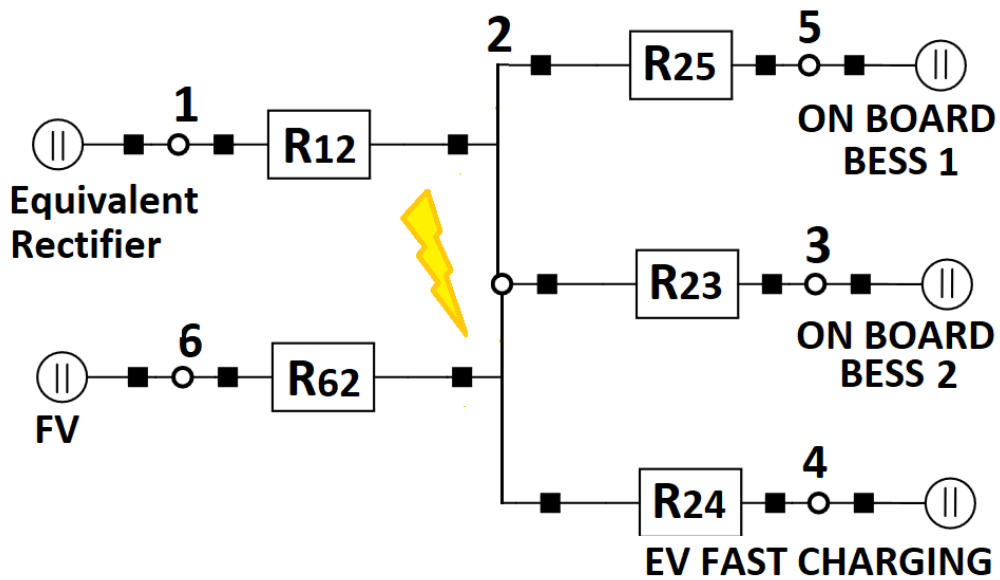 2
5
R25
1
ON BOARD
BESS 1
R12
Equivalent
Rectifier
3
R23
6
ON BOARD
BESS 2
R62
FV
4
R24
EV FAST CHARGING